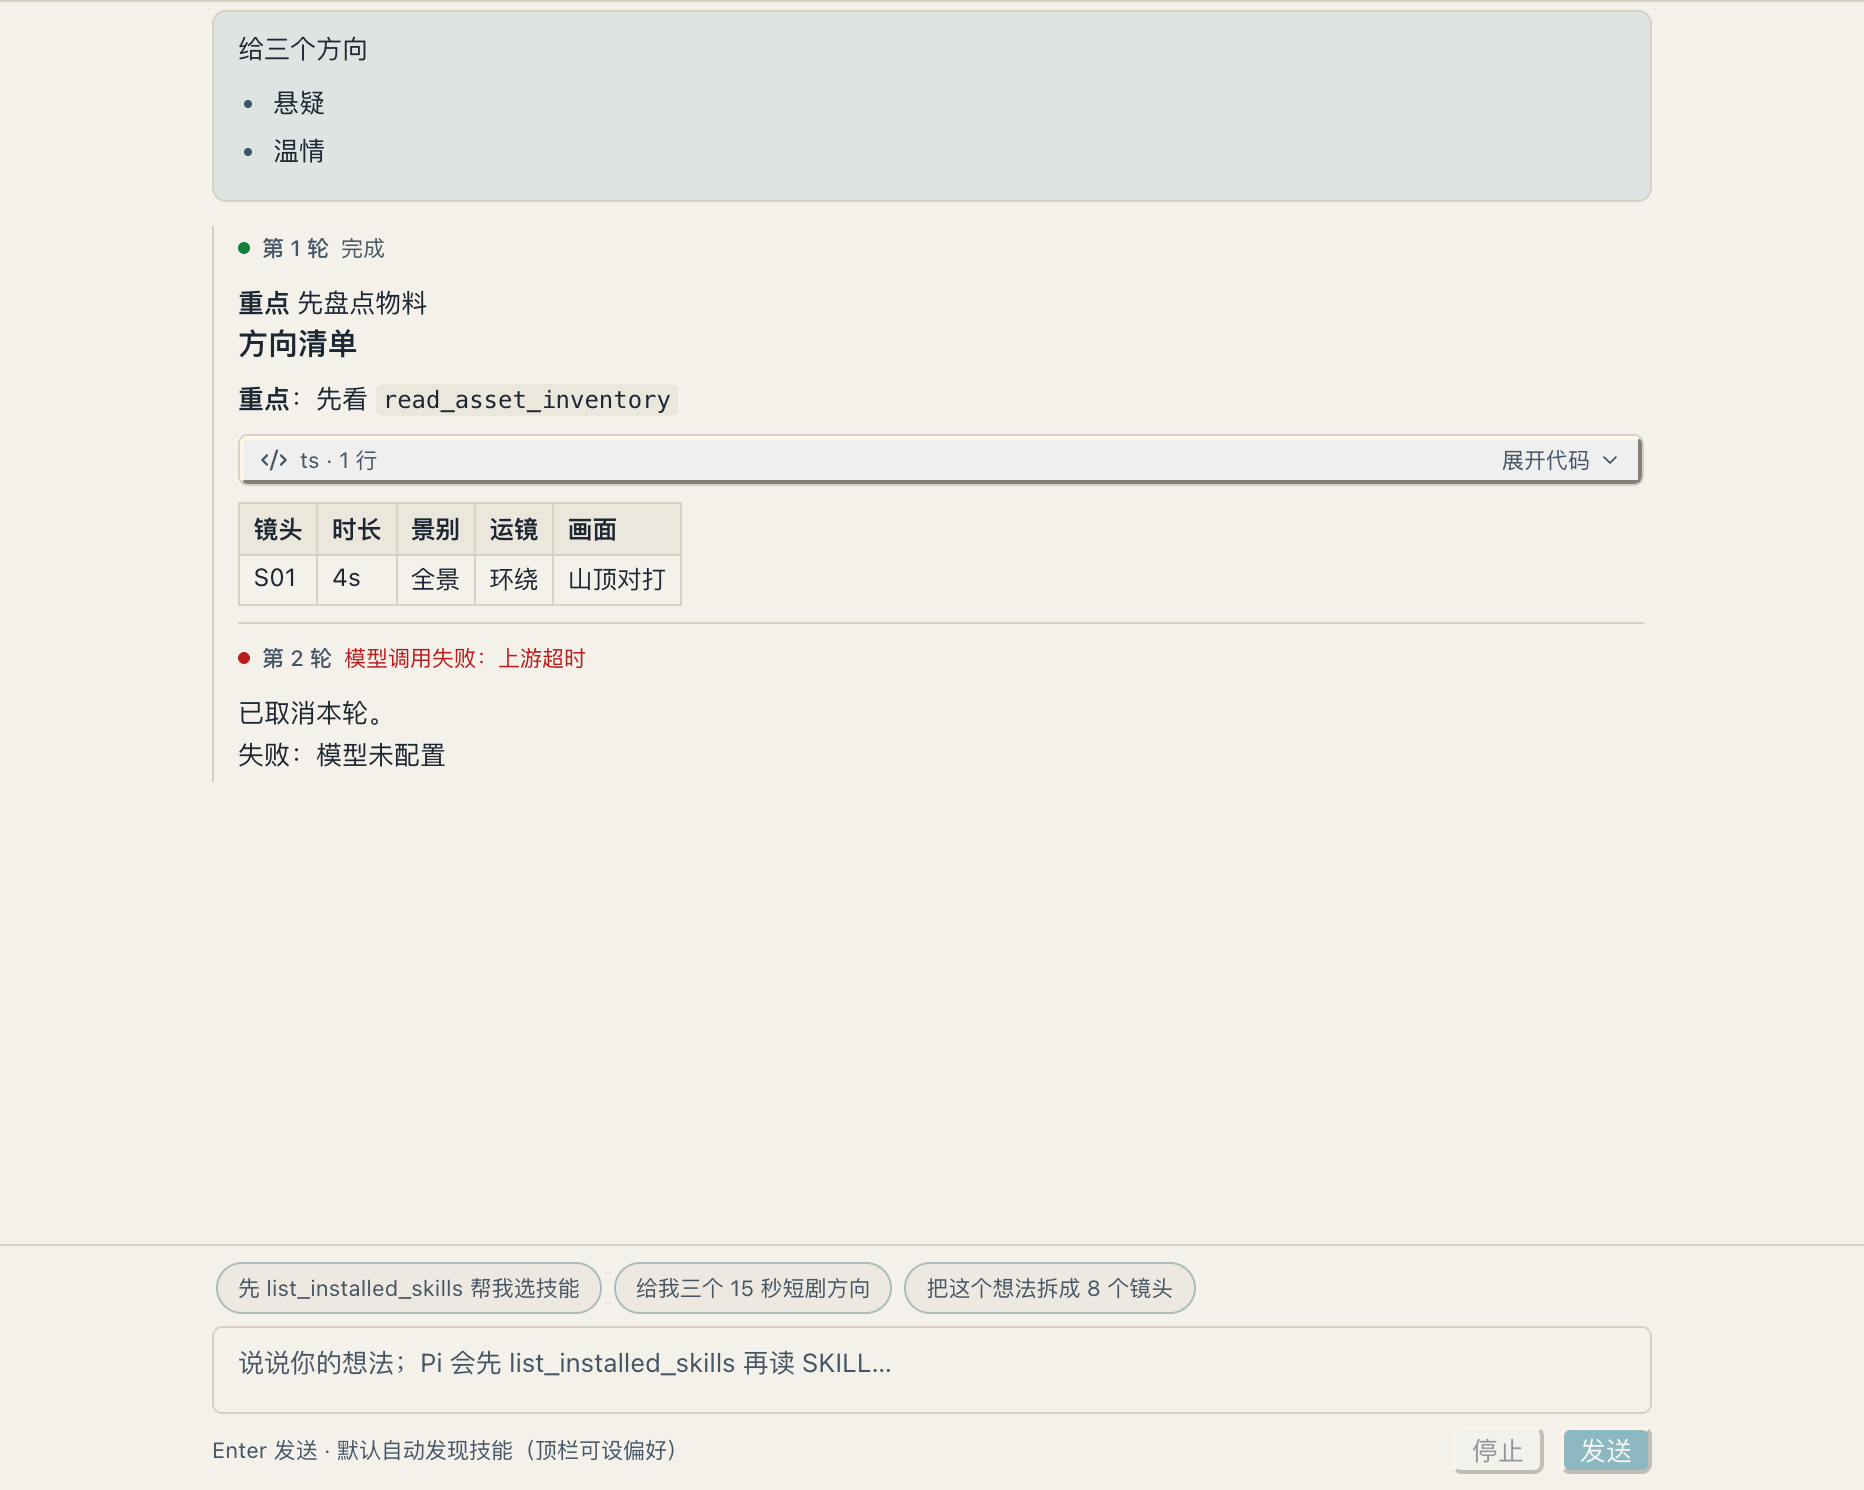 给三个方向
• 悬疑
• 温情
第 1 轮 完成
重点 先盘点物料
方向清单
重点：先看 read_asset_inventory
</> ts · 1 行 展开代码
镜头 时长 景别 运镜 画面
S01 4s 全景 环绕 山顶对打
第 2 轮 模型调用失败：上游超时
已取消本轮。
失败：模型未配置
先 list_installed_skills 帮我选技能 给我三个 15 秒短剧方向 把这个想法拆成 8 个镜头
说说你的想法；Pi 会先 list_installed_skills 再读 SKILL...
Enter 发送 · 默认自动发现技能（顶栏可设偏好） 停止 发送